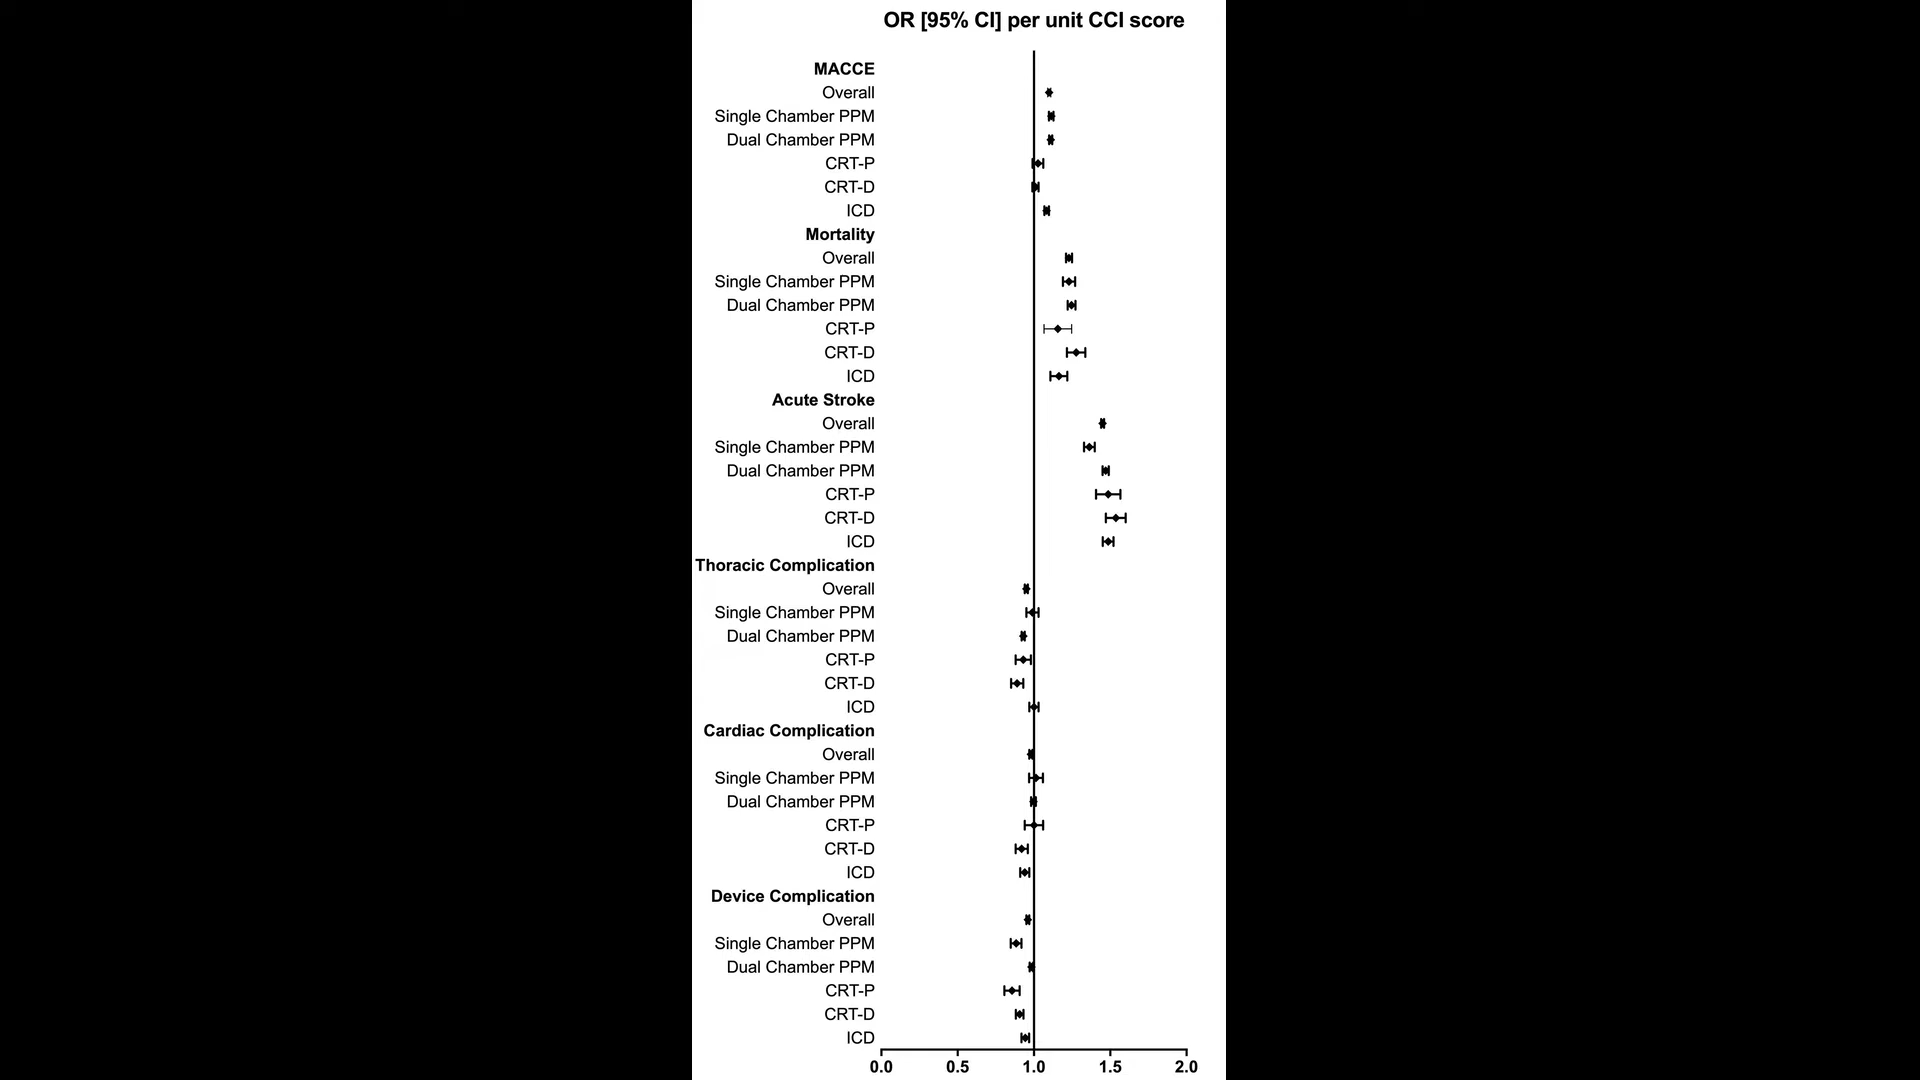 OR [95% CI] per unit CCI score
MACCE
Overall
Single Chamber PPM
Dual Chamber PPM
CRT-P
CRT-D
ICD
Mortality
Overall
Single Chamber PPM
Dual Chamber PPM
CRT-P
CRT-D
ICD
Acute Stroke
Overall
Single Chamber PPM
Dual Chamber PPM
CRT-P
CRT-D
ICD
Thoracic Complication
Overall
Single Chamber PPM
Dual Chamber PPM
CRT-P
CRT-D
ICD
Cardiac Complication
Overall
Single Chamber PPM
Dual Chamber PPM
CRT-P
CRT-D
ICD
Device Complication
Overall
Single Chamber PPM
Dual Chamber PPM
CRT-P
CRT-D
ICD
0.0 0.5 1.0 1.5 2.0